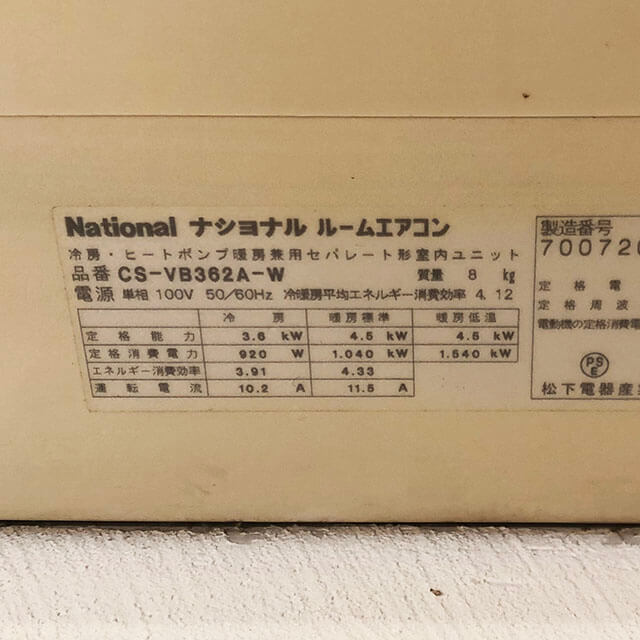 National ナショナル ルームエアコン
冷房・ヒートポンプ暖房兼用セパレート形室内ユニット
品番 CS-VB362A-W 質量 8 kg
電源 単相 100V 50/60Hz 冷暖房平均エネルギー消費効率 4.12
冷房 暖房標準 暖房低温
定格能力 3.6 kW 4.5 kW 4.5 kW
定格消費電力 920 W 1.040 kW 1.540 kW
エネルギー消費効率 3.91 4.33
運転電流 10.2 A 11.5 A
製造番号
700720
定格電
定格周波
電動機の定格消費電
PSE
松下電器産